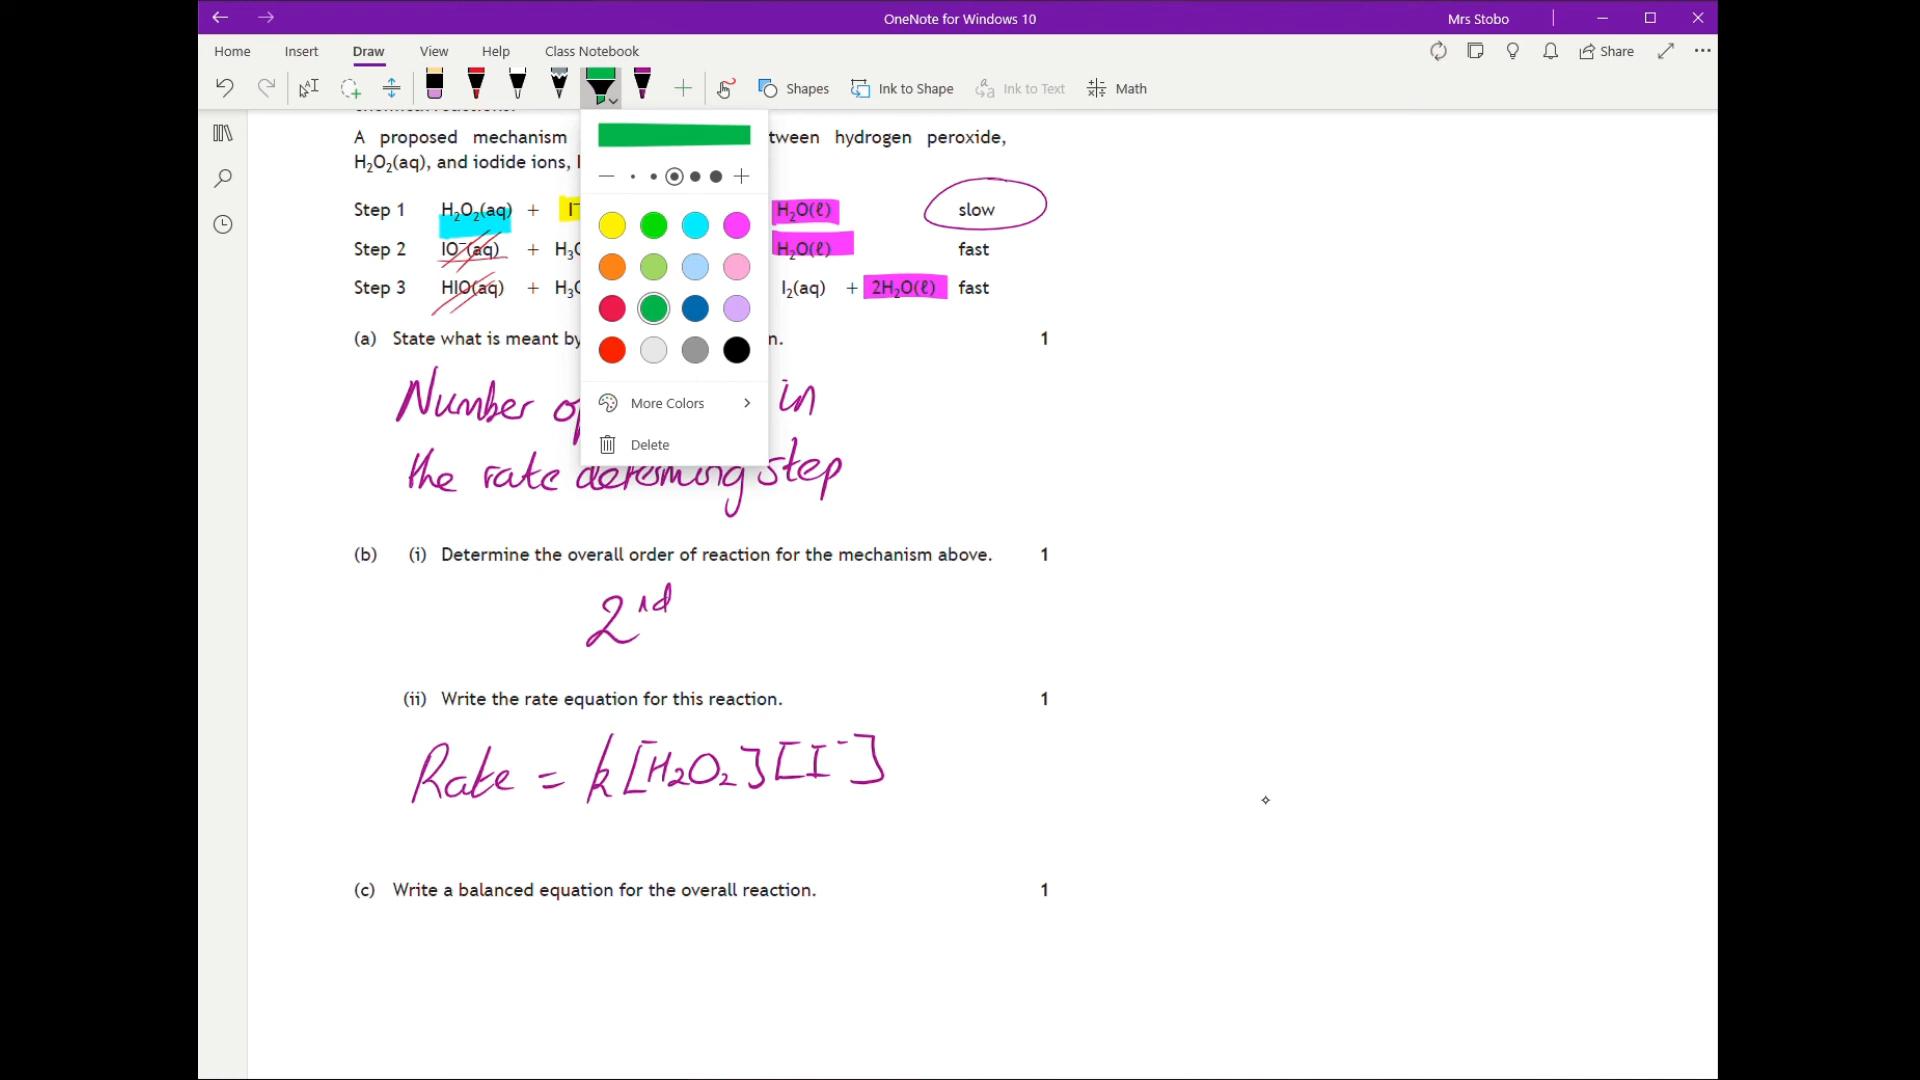 OneNote for Windows 10
Mrs Stobo
Home Insert Draw View Help Class Notebook
Share
Shapes Ink to Shape Ink to Text Math
A proposed mechanism tween hydrogen peroxide,
H₂O₂(aq), and iodide ions, I
Step 1 H₂O₂(aq) + I⁻ H₂O(ℓ) slow
Step 2 IO⁻(aq) + H₃O H₂O(ℓ) fast
Step 3 HIO(aq) + H₃O I₂(aq) + 2H₂O(ℓ) fast
(a) State what is meant by n. 1
More Colors
Delete
Number of in
the rate determing step
(b) (i) Determine the overall order of reaction for the mechanism above. 1
2nd
(ii) Write the rate equation for this reaction. 1
Rate = k[H₂O₂][I⁻]
(c) Write a balanced equation for the overall reaction. 1